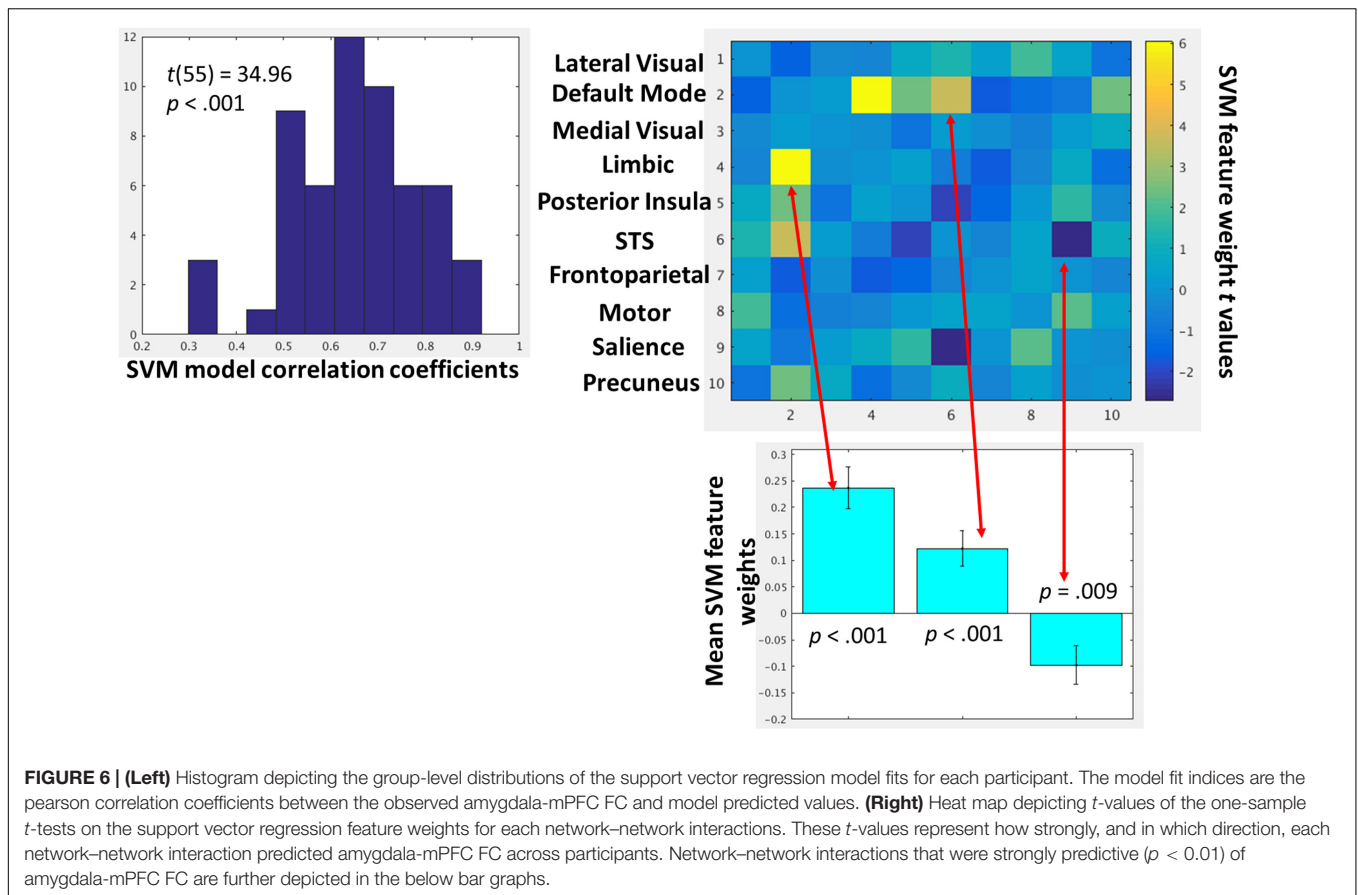 12
10
8
6
4
2
0
0.2 0.3 0.4 0.5 0.6 0.7 0.8 0.9 1
t(55) = 34.96
p < .001
SVM model correlation coefficients
Lateral Visual 1
Default Mode 2
Medial Visual 3
Limbic 4
Posterior Insula 5
STS 6
Frontoparietal 7
Motor 8
Salience 9
Precuneus 10
2 4 6 8 10
6
5
4
3
2
1
0
-1
-2
SVM feature weight t values
Mean SVM feature
weights
0.3
0.25
0.2
0.15
0.1
0.05
0
-0.05
-0.1
-0.15
-0.2
p < .001
p < .001
p = .009
FIGURE 6 | (Left) Histogram depicting the group-level distributions of the support vector regression model fits for each participant. The model fit indices are the
pearson correlation coefficients between the observed amygdala-mPFC FC and model predicted values. (Right) Heat map depicting t-values of the one-sample
t-tests on the support vector regression feature weights for each network–network interactions. These t-values represent how strongly, and in which direction, each
network–network interaction predicted amygdala-mPFC FC across participants. Network–network interactions that were strongly predictive (p < 0.01) of
amygdala-mPFC FC are further depicted in the below bar graphs.